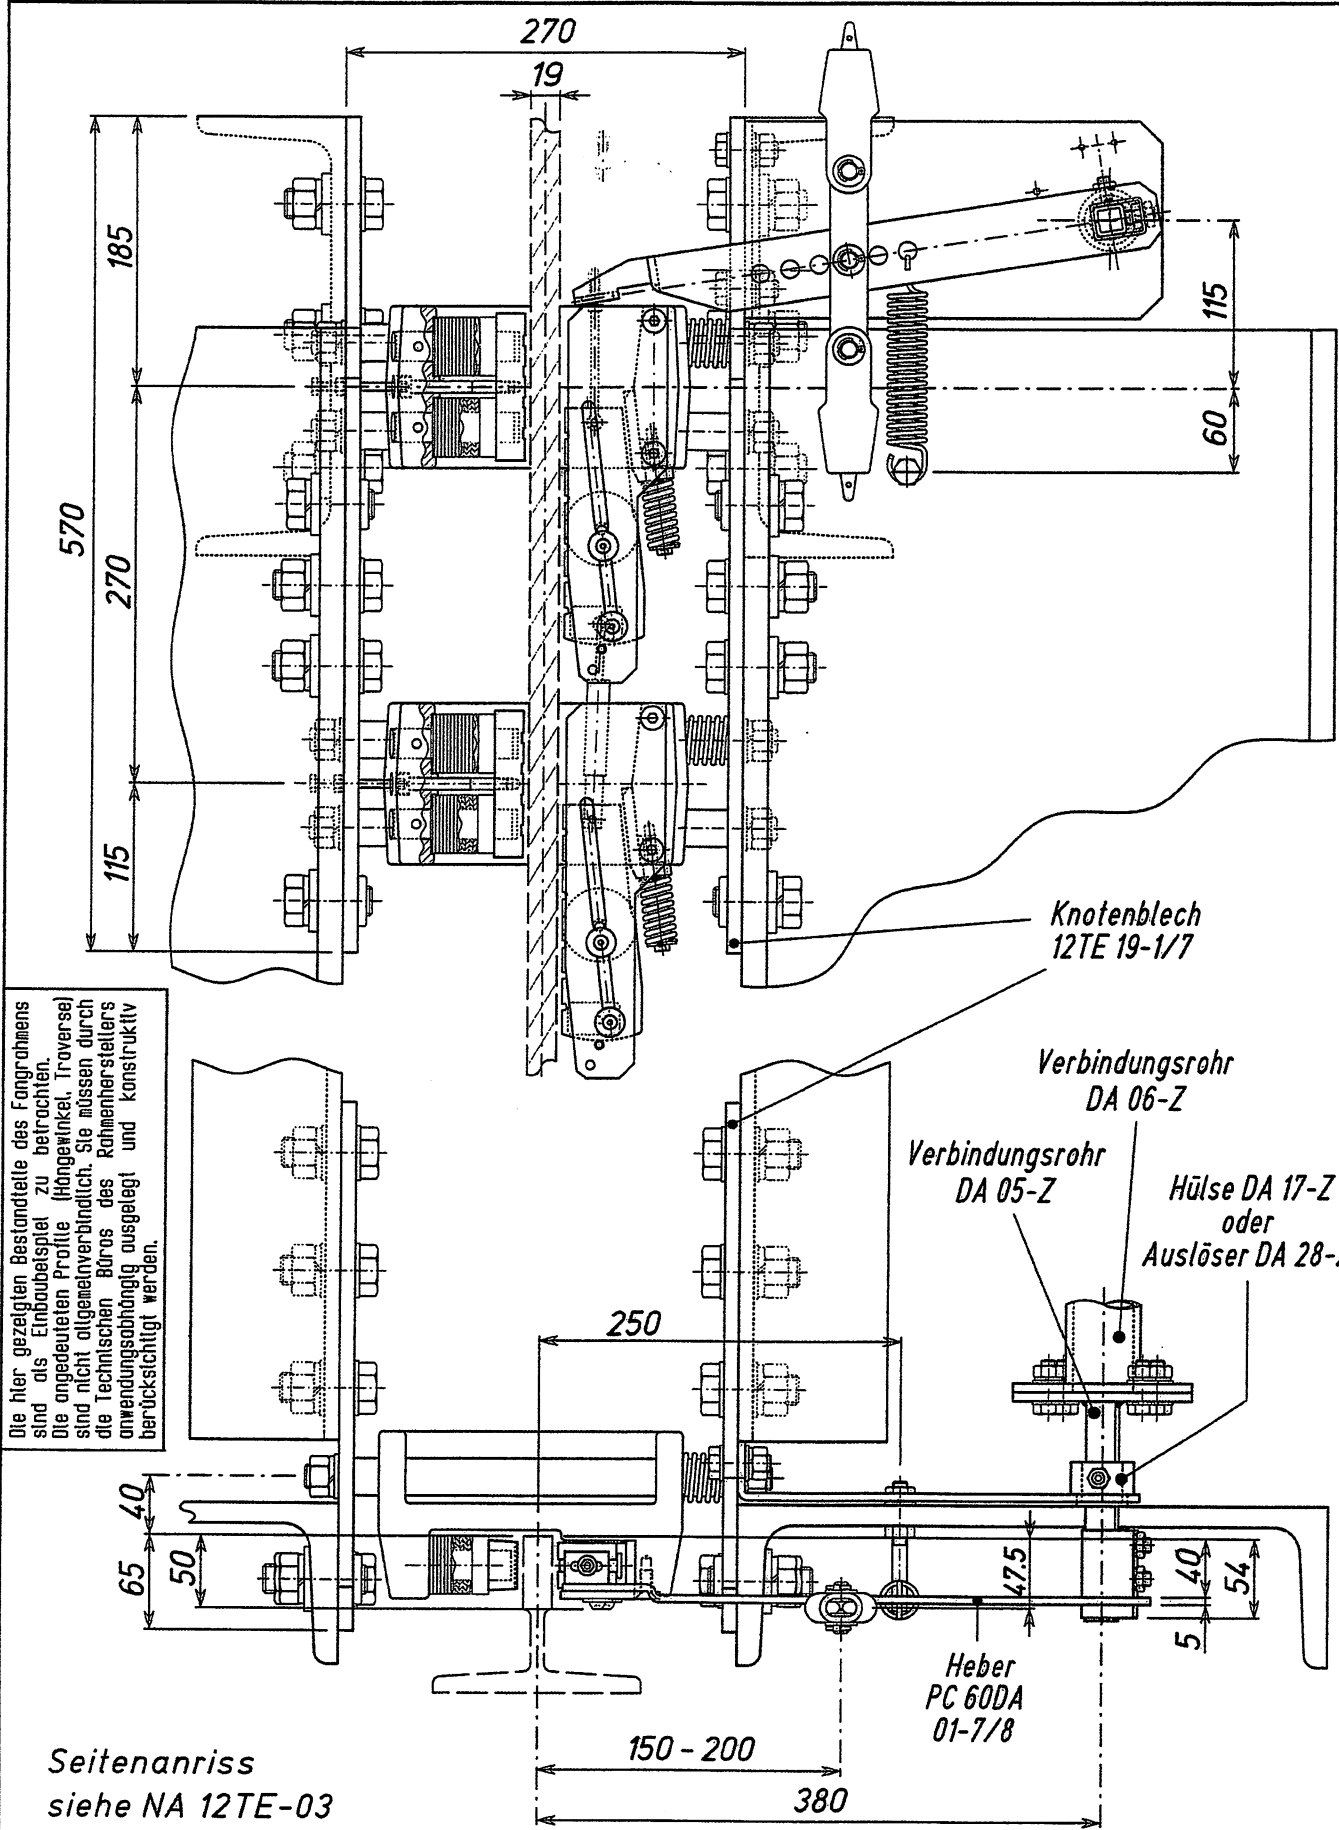 270
19
185
570
270
115
115
60
Knotenblech
12TE 19-1/7
Die hier gezeigten Bestandteile des Fangrahmens
sind als Einbaubeispiel zu betrachten.
Die angedeuteten Profile (Hängewinkel, Traverse)
sind nicht allgemeinverbindlich. Sie müssen durch
die Technischen Büros des Rahmenherstellers
anwendungsabhängig ausgelegt und konstruktiv
berücksichtigt werden.
Verbindungsrohr
DA 06-Z
Verbindungsrohr
DA 05-Z
Hülse DA 17-Z
oder
Auslöser DA 28-
250
40
65
50
47.5
40
54
5
Heber
PC 60DA
01-7/8
150 - 200
380
Seitenanriss
siehe NA 12TE-03